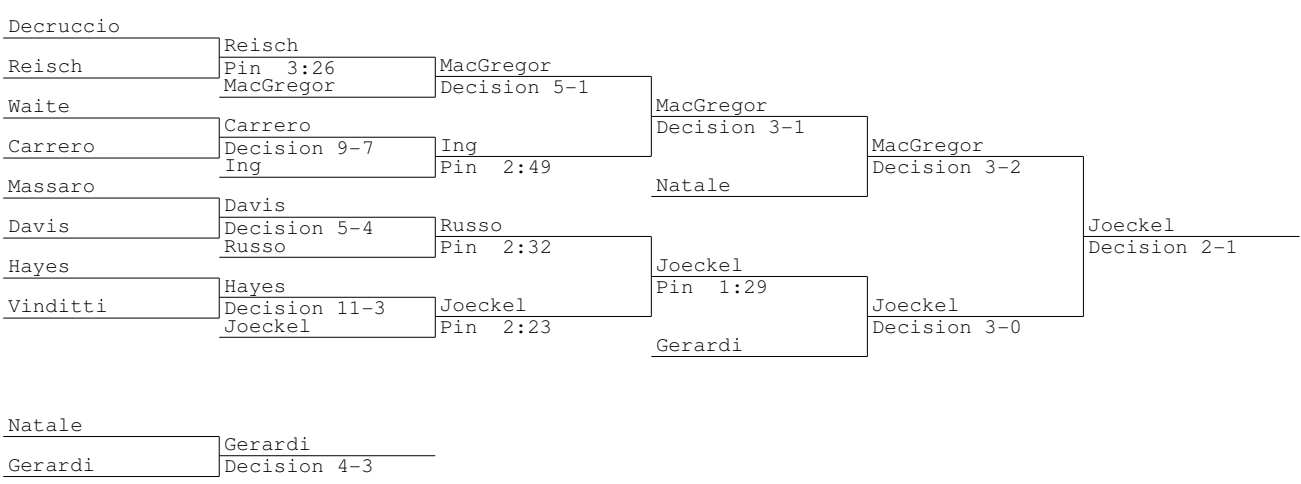 Decruccio
Reisch
Reisch
Pin 3:26
MacGregor
MacGregor
Decision 5-1
Waite
MacGregor
Decision 3-1
Carrero
Carrero
Decision 9-7
Ing
Ing
Pin 2:49
MacGregor
Decision 3-2
Massaro
Natale
Davis
Davis
Decision 5-4
Russo
Russo
Pin 2:32
Joeckel
Decision 2-1
Hayes
Joeckel
Pin 1:29
Vinditti
Hayes
Decision 11-3
Joeckel
Joeckel
Pin 2:23
Joeckel
Decision 3-0
Gerardi
Natale
Gerardi
Gerardi
Decision 4-3